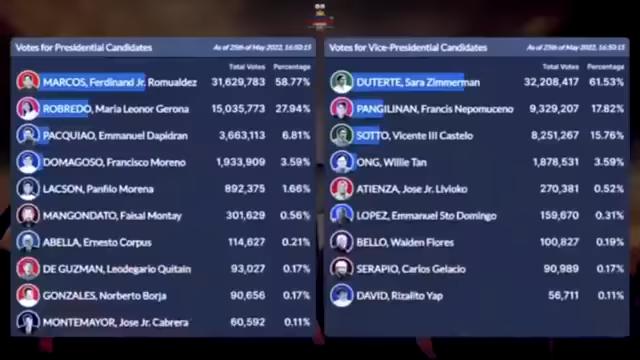 Votes for Presidential Candidates As of 25th of May 2022, 16:50:15
Total Votes Percentage
MARCOS, Ferdinand Jr. Romualdez 31,629,783 58.77%
ROBREDO, Maria Leonor Gerona 15,035,773 27.94%
PACQUIAO, Emmanuel Dapidran 3,663,113 6.81%
DOMAGOSO, Francisco Moreno 1,933,909 3.59%
LACSON, Panfilo Morena 892,375 1.66%
MANGONDATO, Faisal Montay 301,629 0.56%
ABELLA, Ernesto Corpus 114,627 0.21%
DE GUZMAN, Leodegario Quitain 93,027 0.17%
GONZALES, Norberto Borja 90,656 0.17%
MONTEMAYOR, Jose Jr. Cabrera 60,592 0.11%
Votes for Vice-Presidential Candidates As of 25th of May 2022, 16:50:15
Total Votes Percentage
DUTERTE, Sara Zimmerman 32,208,417 61.53%
PANGILINAN, Francis Nepomuceno 9,329,207 17.82%
SOTTO, Vicente III Castelo 8,251,267 15.76%
ONG, Willie Tan 1,878,531 3.59%
ATIENZA, Jose Jr. Livioko 270,381 0.52%
LOPEZ, Emmanuel Sto Domingo 159,670 0.31%
BELLO, Walden Flores 100,827 0.19%
SERAPIO, Carlos Gelacio 90,989 0.17%
DAVID, Rizalito Yap 56,711 0.11%